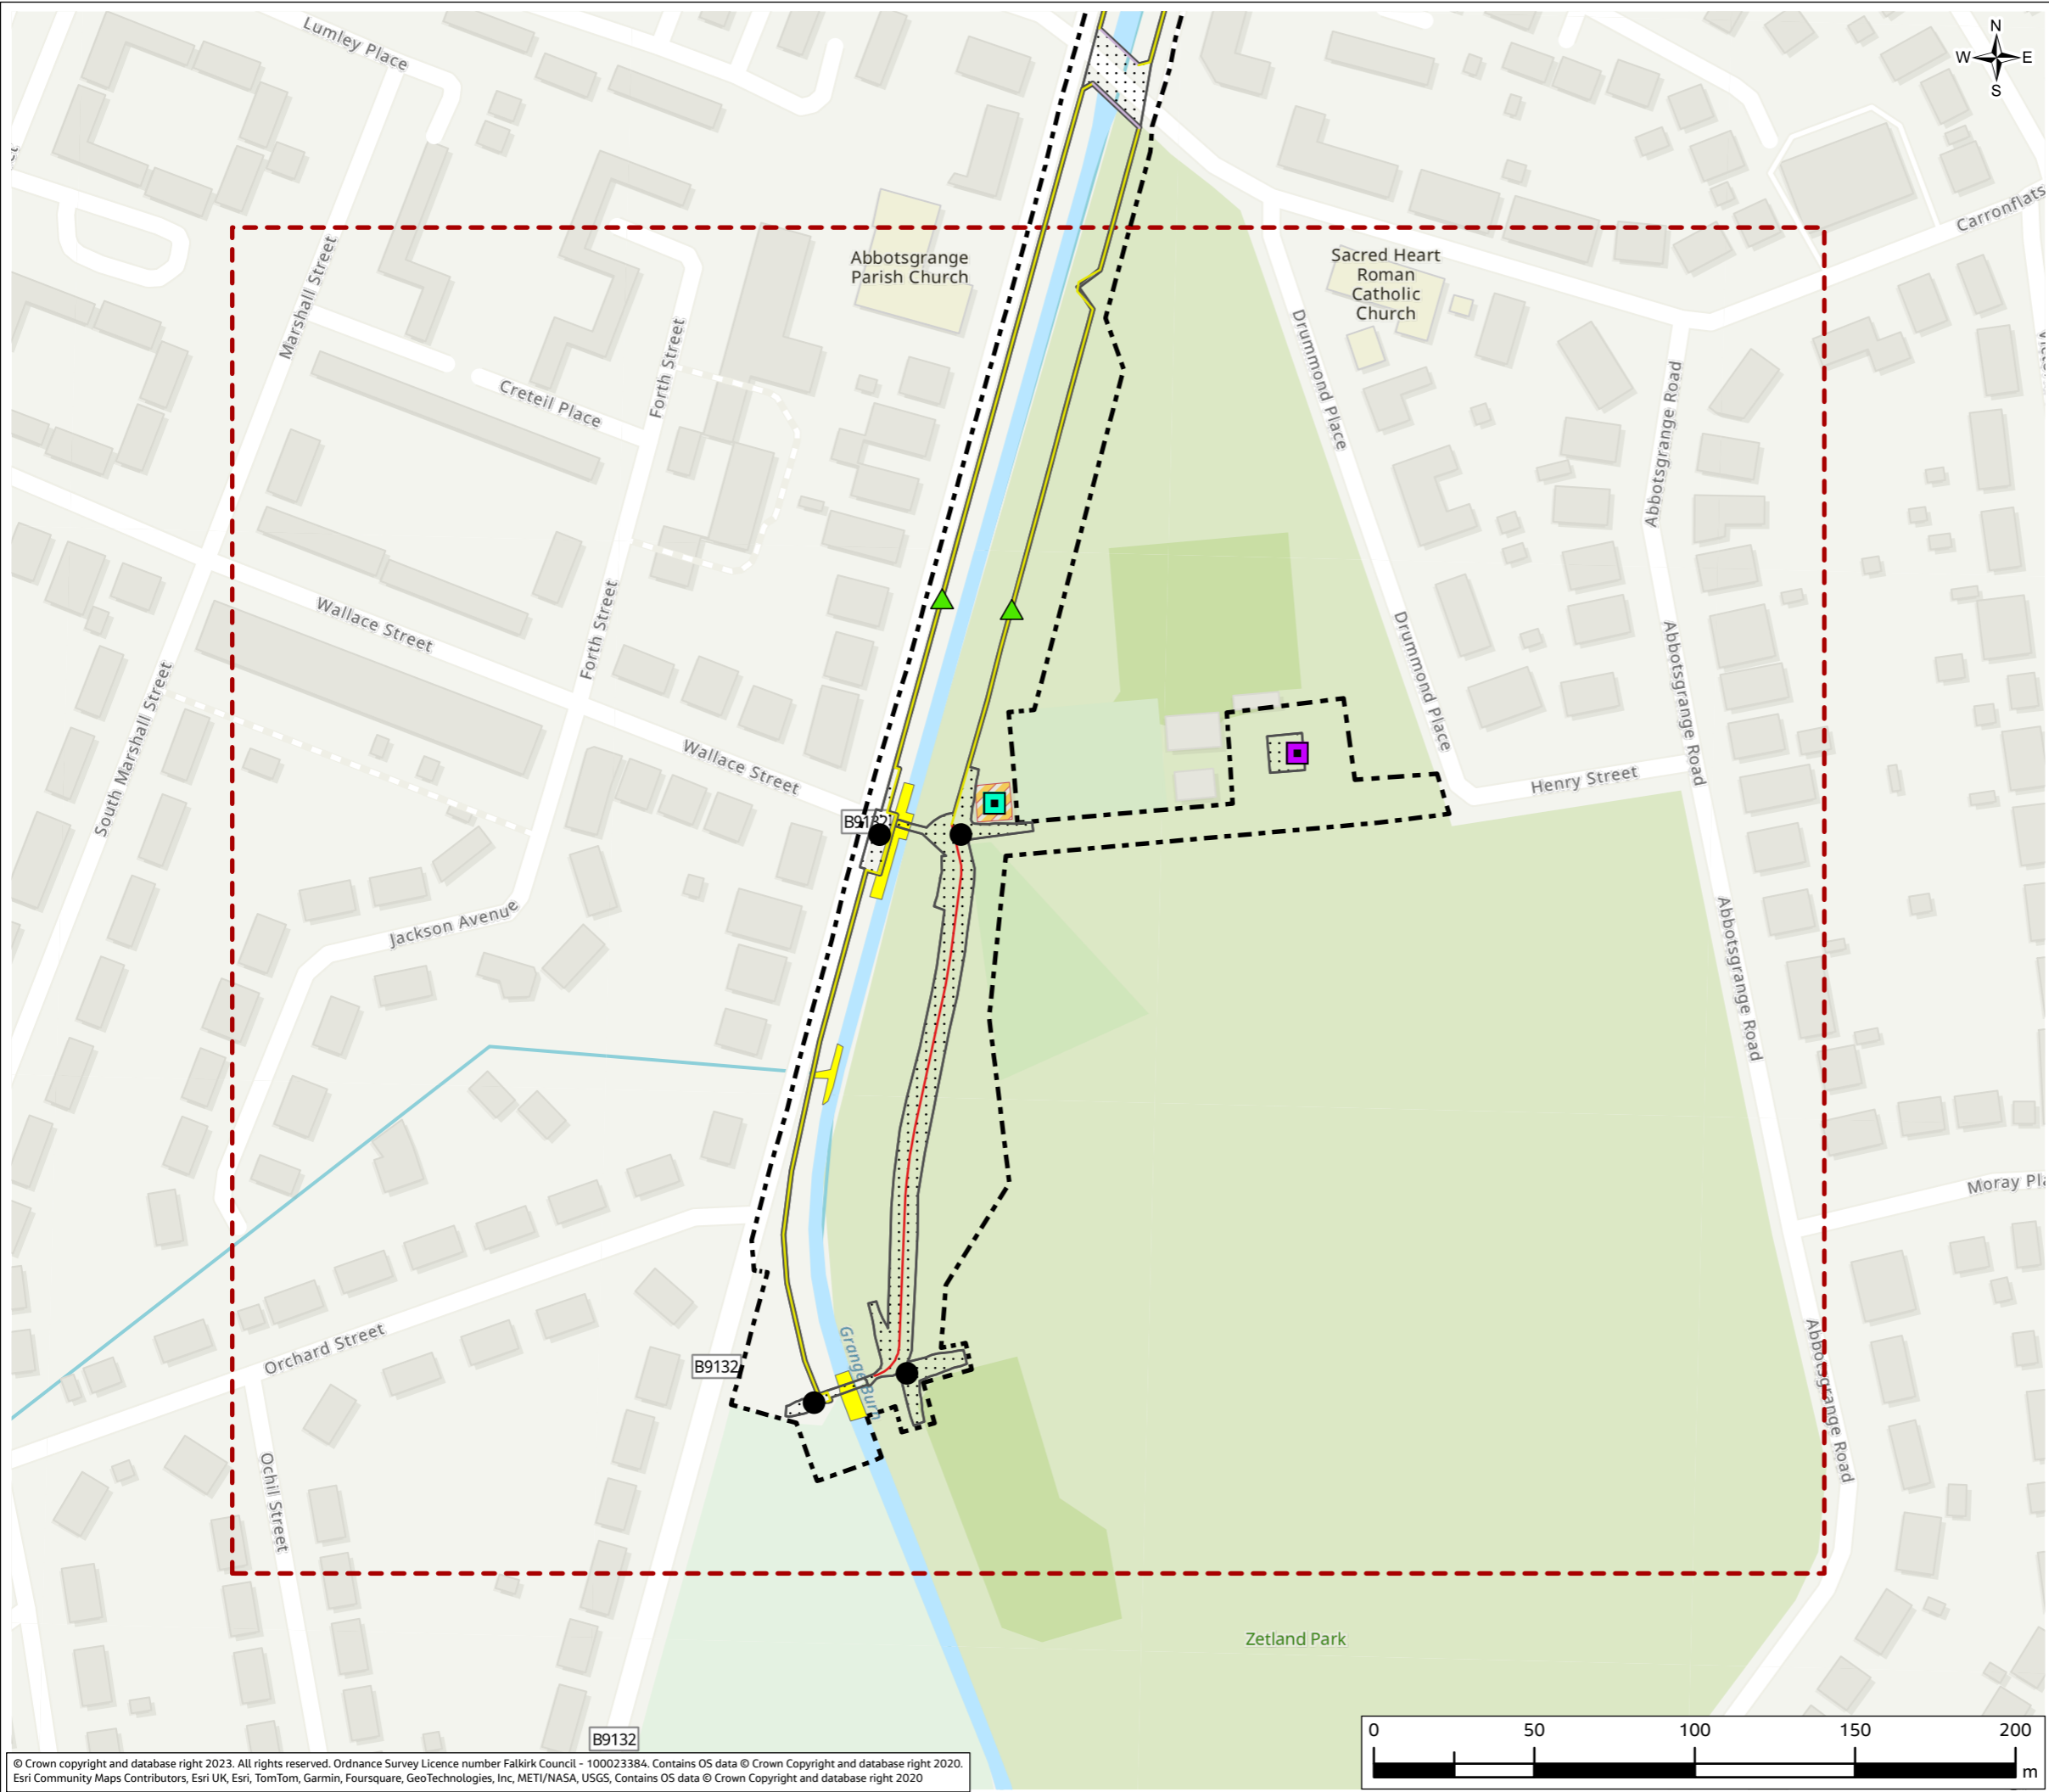 Lumley Place
N
W
E
S
Carronflats
Abbotsgrange
Parish Church
Sacred Heart
Roman
Catholic
Church
Marshall Street
Forth Street
Creteil Place
Drummond Place
Abbotsgrange Road
Wallace Street
Forth Street
South Marshall Street
Wallace Street
Drummond Place
Abbotsgrange Road
Henry Street
B9132
Jackson Avenue
Abbotsgrange Road
Moray Pla
Orchard Street
B9132
Grange Burn
Abbotsgrange Road
Ochil Street
Zetland Park
B9132
0
50
100
150
200
m
© Crown copyright and database right 2023. All rights reserved. Ordnance Survey Licence number Falkirk Council - 100023384. Contains OS data © Crown Copyright and database right 2020.
Esri Community Maps Contributors, Esri UK, Esri, TomTom, Garmin, Foursquare, GeoTechnologies, Inc, METI/NASA, USGS, Contains OS data © Crown Copyright and database right 2020